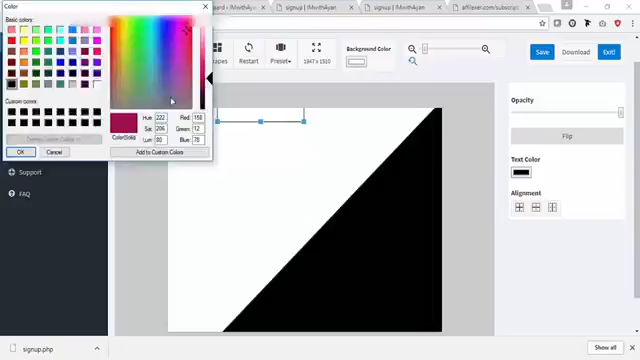 Color
Basic colors:
Custom colors:
Hue: 222
Sat: 206
Lum: 80
Red: 158
Green: 12
Blue: 78
Color|Solid
OK
Cancel
Add to Custom Colors
signup | IMwithAyan
signup | IMwithAyan
Restart
Preset
1847 x 1510
Background Color
Save
Download
Exit!
Opacity
Flip
Text Color
Alignment
Support
FAQ
signup.php
Show all